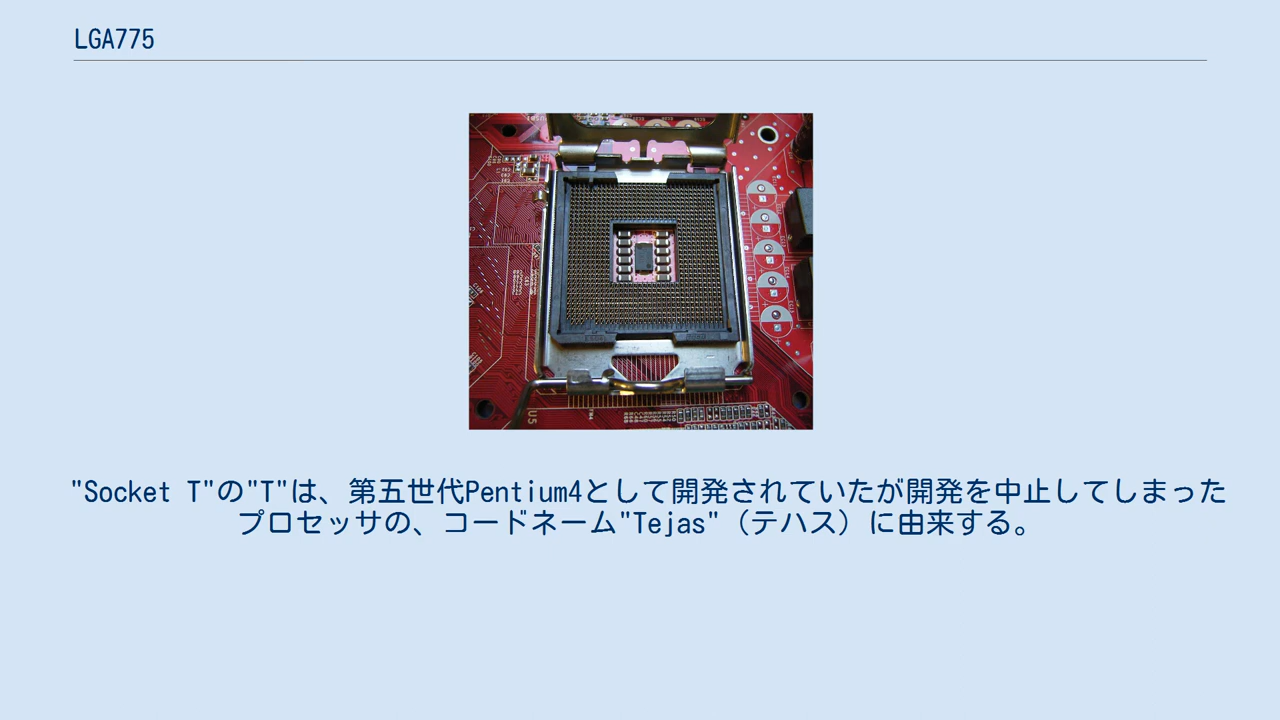 LGA775
"Socket T"の"T"は、第五世代Pentium4として開発されていたが開発を中止してしまった
プロセッサの、コードネーム"Tejas"（テハス）に由来する。